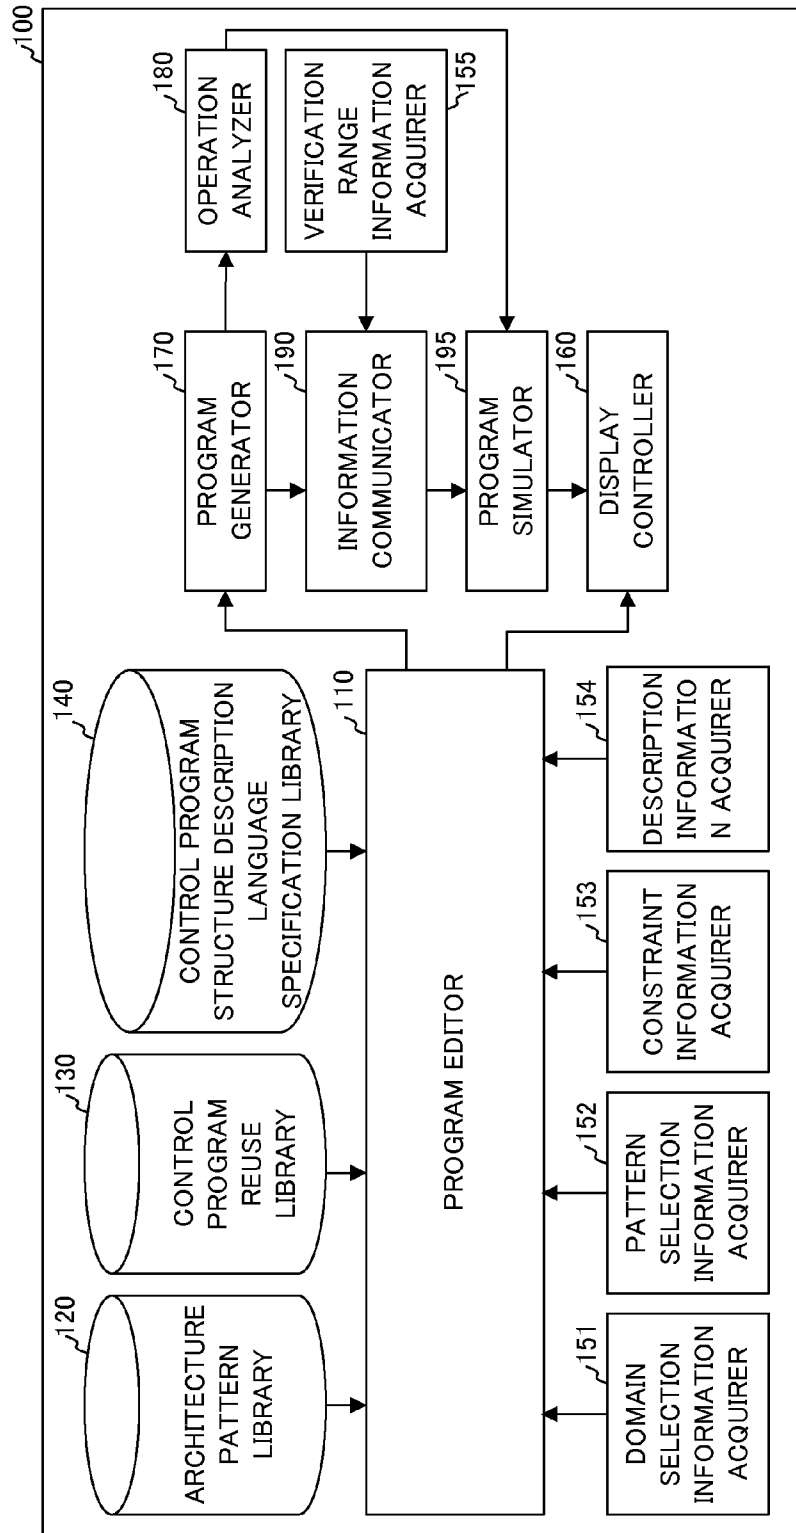 100
120
ARCHITECTURE
PATTERN
LIBRARY
130
CONTROL
PROGRAM
REUSE
LIBRARY
140
CONTROL PROGRAM
STRUCTURE DESCRIPTION
LANGUAGE
SPECIFICATION LIBRARY
110
PROGRAM EDITOR
151
DOMAIN
SELECTION
INFORMATION
ACQUIRER
152
PATTERN
SELECTION
INFORMATION
ACQUIRER
153
CONSTRAINT
INFORMATION
ACQUIRER
154
DESCRIPTION
INFORMATIO
N ACQUIRER
170
PROGRAM
GENERATOR
180
OPERATION
ANALYZER
190
INFORMATION
COMMUNICATOR
VERIFICATION
RANGE
INFORMATION
ACQUIRER
155
195
PROGRAM
SIMULATOR
160
DISPLAY
CONTROLLER